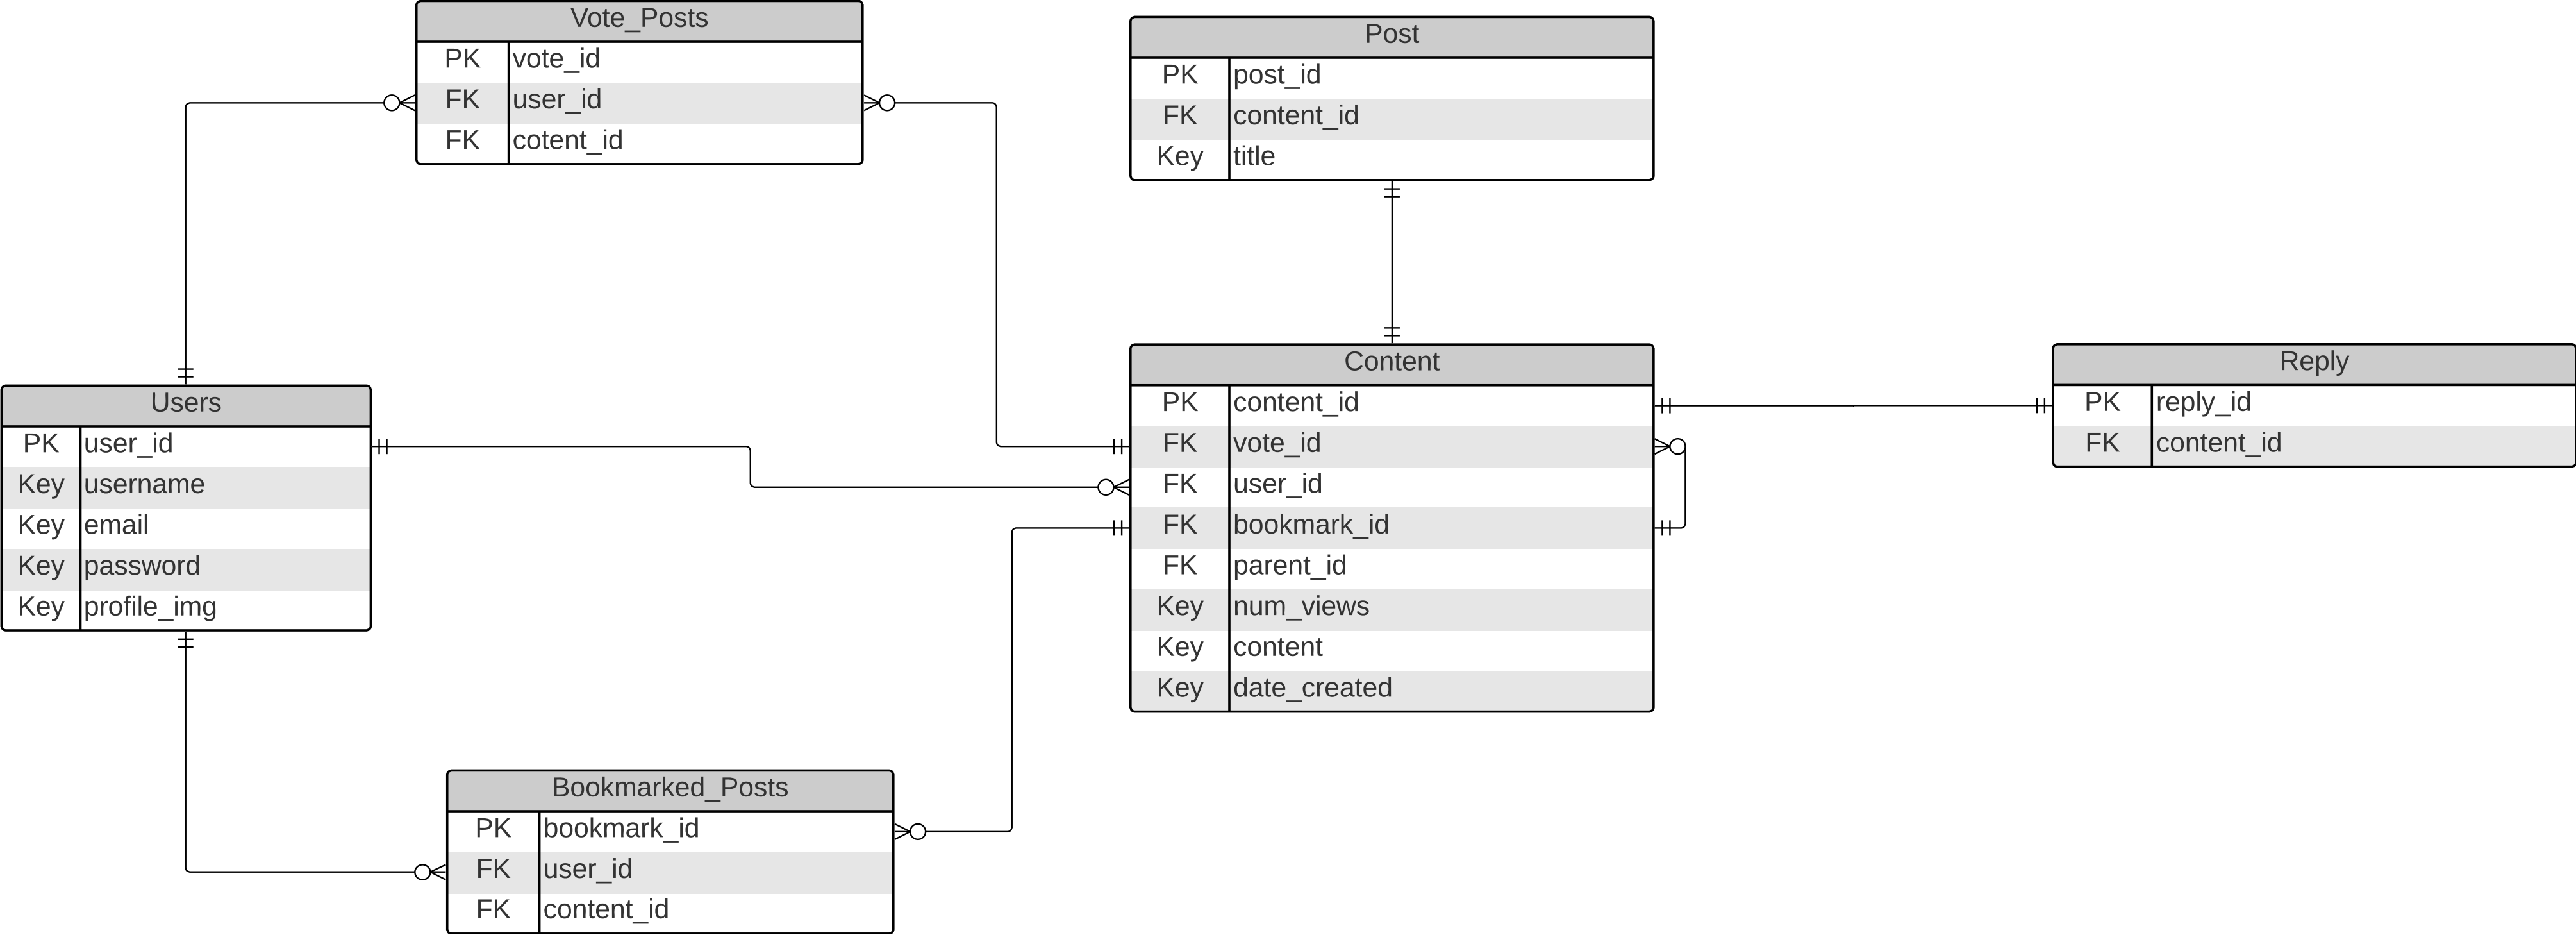 Vote_Posts
PK vote_id
FK user_id
FK cotent_id
Post
PK post_id
FK content_id
Key title
Users
PK user_id
Key username
Key email
Key password
Key profile_img
Content
PK content_id
FK vote_id
FK user_id
FK bookmark_id
FK parent_id
Key num_views
Key content
Key date_created
Reply
PK reply_id
FK content_id
Bookmarked_Posts
PK bookmark_id
FK user_id
FK content_id